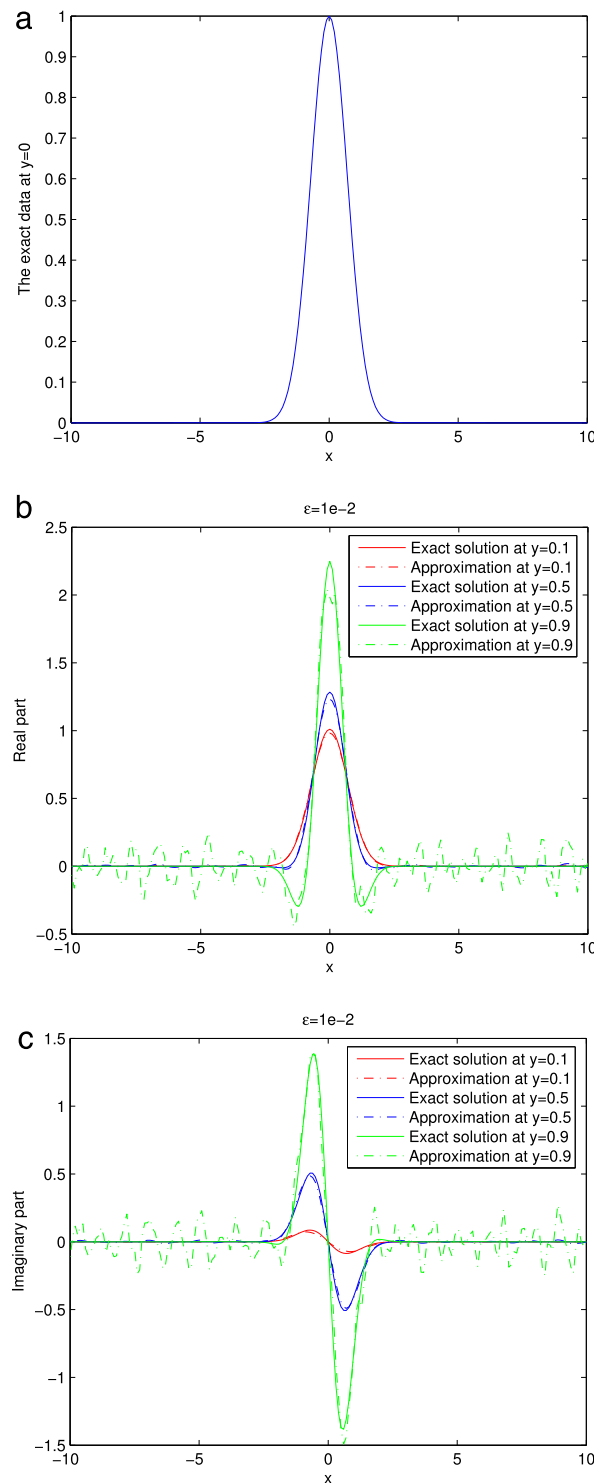 a
1
0.9
0.8
0.7
0.6
0.5
0.4
0.3
0.2
0.1
0
The exact data at y=0
−10
−5
0
5
10
x
b
ε=1e−2
2.5
2
1.5
1
0.5
0
−0.5
Real part
Exact solution at y=0.1
Approximation at y=0.1
Exact solution at y=0.5
Approximation at y=0.5
Exact solution at y=0.9
Approximation at y=0.9
−10
−5
0
5
10
x
c
ε=1e−2
1.5
1
0.5
0
−0.5
−1
−1.5
Imaginary part
Exact solution at y=0.1
Approximation at y=0.1
Exact solution at y=0.5
Approximation at y=0.5
Exact solution at y=0.9
Approximation at y=0.9
−10
−5
0
5
10
x